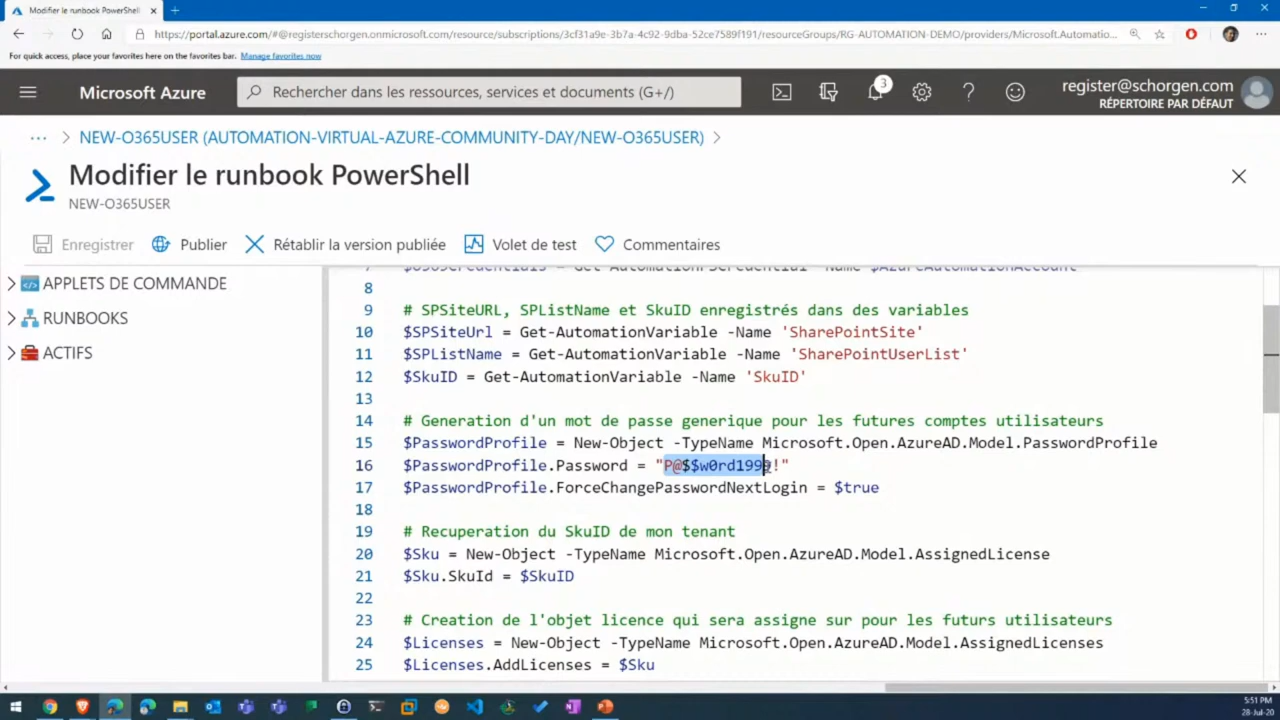 Modifier le runbook PowerShell
https://portal.azure.com/#@registerschorgen.onmicrosoft.com/resource/subscriptions/3cf31a9e-3b7a-4c92-9dba-52ce7589f191/resourceGroups/RG-AUTOMATION-DEMO/providers/Microsoft.Automatio...
For quick access, place your favorites here on the favorites bar. Manage favorites now
Microsoft Azure
Rechercher dans les ressources, services et documents (G+/)
3
register@schorgen.com
RÉPERTOIRE PAR DÉFAUT
... > NEW-O365USER (AUTOMATION-VIRTUAL-AZURE-COMMUNITY-DAY/NEW-O365USER) >
Modifier le runbook PowerShell
NEW-O365USER
Enregistrer Publier Rétablir la version publiée Volet de test Commentaires
APPLETS DE COMMANDE
RUNBOOKS
ACTIFS
7 $O365Credentials = Get-AutomationPSCredential -Name $AzureAutomationAccount
8
9 # SPSiteURL, SPListName et SkuID enregistrés dans des variables
10 $SPSiteUrl = Get-AutomationVariable -Name 'SharePointSite'
11 $SPListName = Get-AutomationVariable -Name 'SharePointUserList'
12 $SkuID = Get-AutomationVariable -Name 'SkuID'
13
14 # Generation d'un mot de passe generique pour les futures comptes utilisateurs
15 $PasswordProfile = New-Object -TypeName Microsoft.Open.AzureAD.Model.PasswordProfile
16 $PasswordProfile.Password = "P@$$w0rd1999!"
17 $PasswordProfile.ForceChangePasswordNextLogin = $true
18
19 # Recuperation du SkuID de mon tenant
20 $Sku = New-Object -TypeName Microsoft.Open.AzureAD.Model.AssignedLicense
21 $Sku.SkuId = $SkuID
22
23 # Creation de l'objet licence qui sera assigne sur pour les futurs utilisateurs
24 $Licenses = New-Object -TypeName Microsoft.Open.AzureAD.Model.AssignedLicenses
25 $Licenses.AddLicenses = $Sku
5:51 PM
28-Jul-20